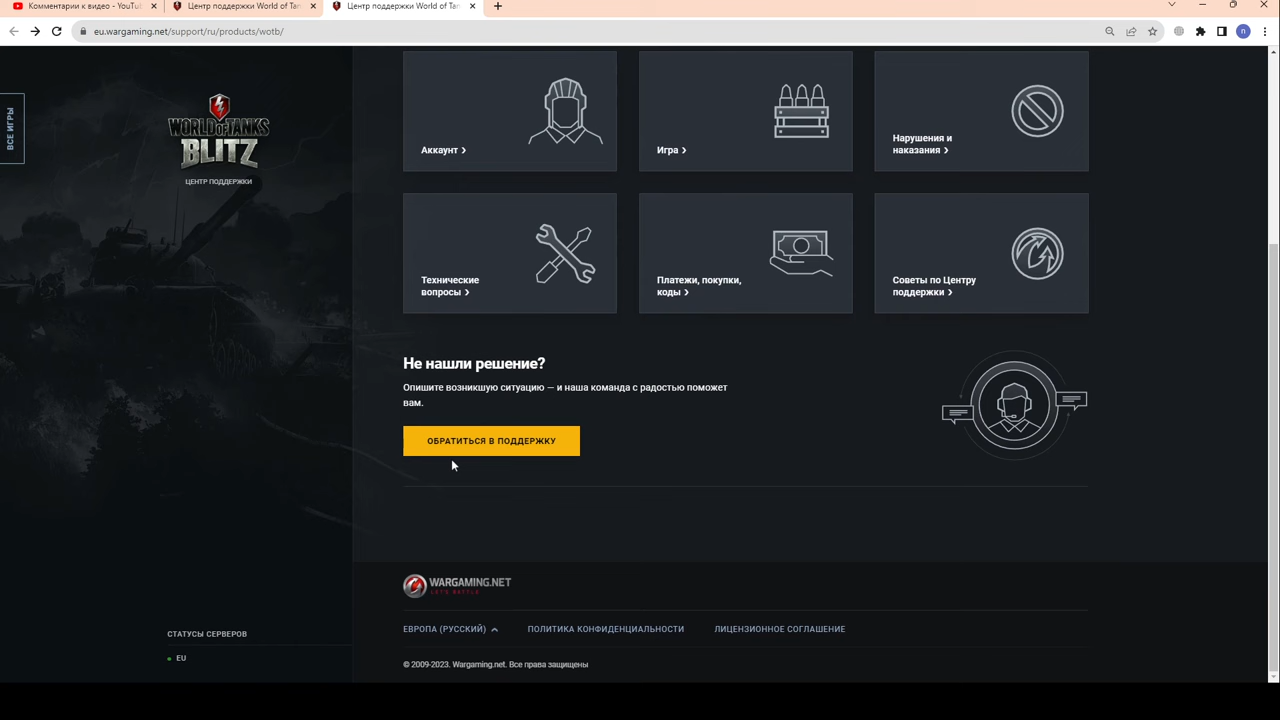 Комментарии к видео - YouTu
Центр поддержки World of Tan
Центр поддержки World of Tan
eu.wargaming.net/support/ru/products/wotb/
п
ВСЕ ИГРЫ
WORLD OF TANKS
BLITZ
ЦЕНТР ПОДДЕРЖКИ
Аккаунт
Игра
Нарушения и
наказания
Технические
вопросы
Платежи, покупки,
коды
Советы по Центру
поддержки
Не нашли решение?
Опишите возникшую ситуацию — и наша команда с радостью поможет
вам.
ОБРАТИТЬСЯ В ПОДДЕРЖКУ
WARGAMING.NET
LET'S BATTLE
СТАТУСЫ СЕРВЕРОВ
EU
ЕВРОПА (РУССКИЙ)
ПОЛИТИКА КОНФИДЕНЦИАЛЬНОСТИ
ЛИЦЕНЗИОННОЕ СОГЛАШЕНИЕ
© 2009-2023. Wargaming.net. Все права защищены